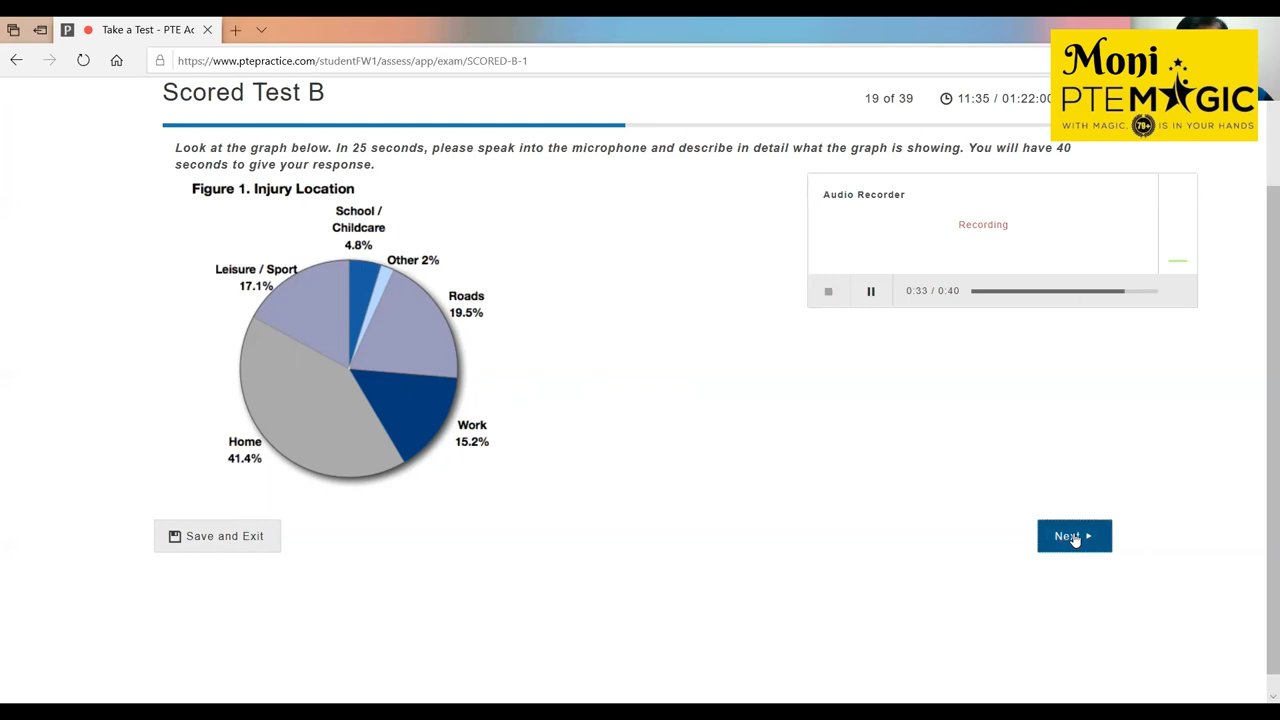 Take a Test - PTE Ac
https://www.ptepractice.com/studentFW1/assess/app/exam/SCORED-B-1
Moni
PTEMAGIC
WITH MAGIC. 79+ IS IN YOUR HANDS
Scored Test B
19 of 39
11:35 / 01:22:00
Look at the graph below. In 25 seconds, please speak into the microphone and describe in detail what the graph is showing. You will have 40
seconds to give your response.
Figure 1. Injury Location
School /
Childcare
4.8%
Other 2%
Leisure / Sport
17.1%
Roads
19.5%
Work
15.2%
Home
41.4%
Audio Recorder
Recording
0:33 / 0:40
Save and Exit
Next